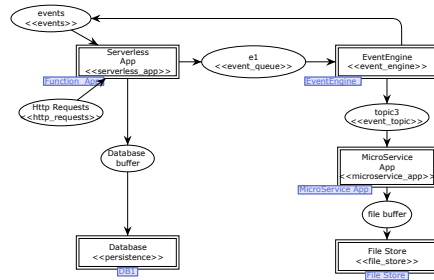 events
<<events>>
Serverless
App
<<serverless_app>>
Function_App
e1
<<event_queue>>
EventEngine
<<event_engine>>
EventEngine
Http Requests
<<http_requests>>
topic3
<<event_topic>>
Database
buffer
MicroService
App
<<microservice_app>>
MicroService App
file buffer
Database
<<persistence>>
DB1
File Store
<<file_store>>
File Store